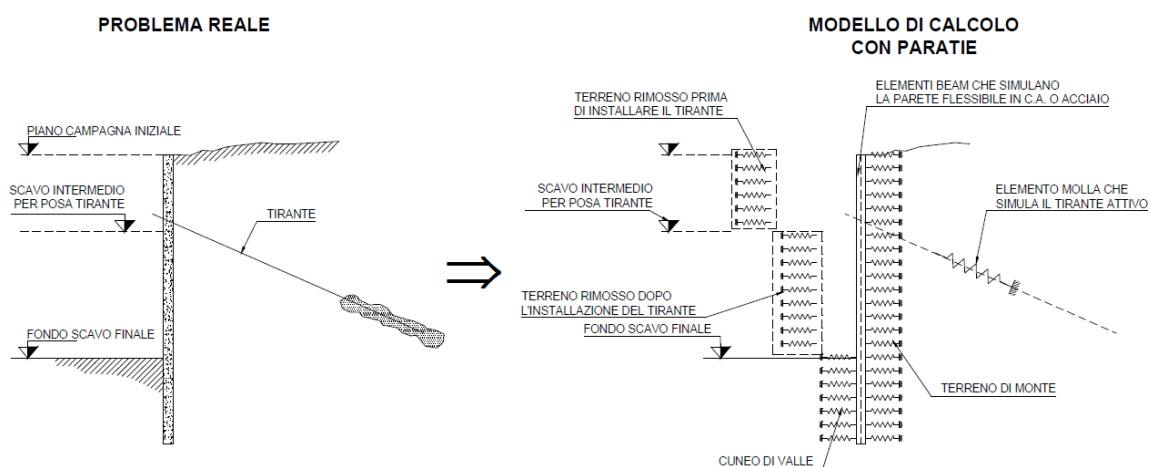 PROBLEMA REALE
PIANO CAMPAGNA INIZIALE
SCAVO INTERMEDIO
PER POSA TIRANTE
TIRANTE
FONDO SCAVO FINALE
MODELLO DI CALCOLO
CON PARATIE
ELEMENTI BEAM CHE SIMULANO
LA PARETE FLESSIBILE IN C.A. O ACCIAIO
TERRENO RIMOSSO PRIMA
DI INSTALLARE IL TIRANTE
SCAVO INTERMEDIO
PER POSA TIRANTE
ELEMENTO MOLLA CHE
SIMULA IL TIRANTE ATTIVO
TERRENO RIMOSSO DOPO
L'INSTALLAZIONE DEL TIRANTE
FONDO SCAVO FINALE
TERRENO DI MONTE
CUNEO DI VALLE